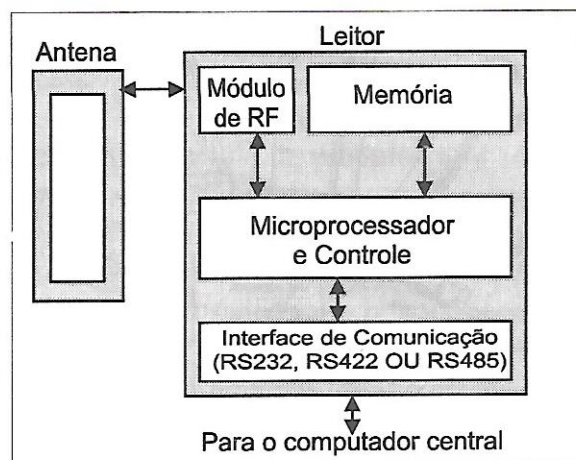 Antena
Leitor
Módulo
de RF
Memória
Microprocessador
e Controle
Interface de Comunicação
(RS232, RS422 OU RS485)
Para o computador central